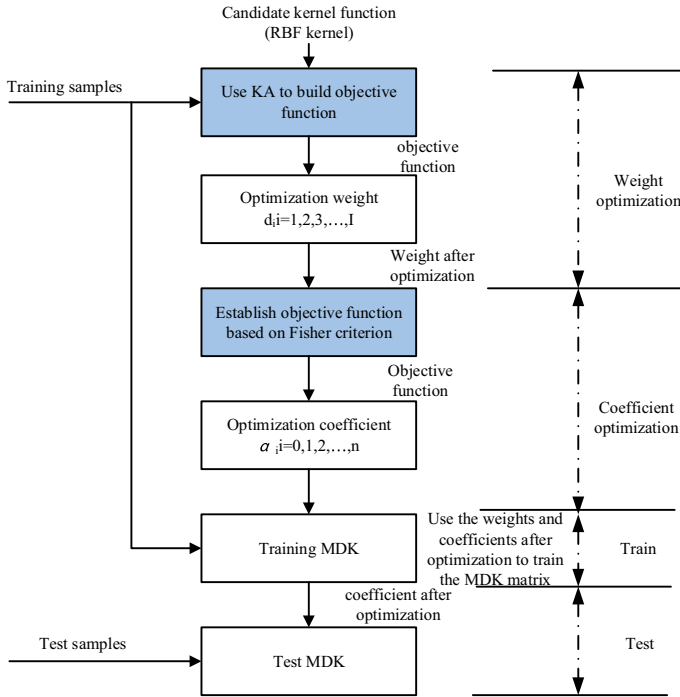 Candidate kernel function
(RBF kernel)
Training samples
Use KA to build objective
function
objective
function
Optimization weight
dᵢi=1,2,3,…,I
Weight
optimization
Weight after
optimization
Establish objective function
based on Fisher criterion
Objective
function
Optimization coefficient
α ᵢi=0,1,2,…,n
Coefficient
optimization
Training MDK
Use the weights and
coefficients after
optimization to train
the MDK matrix
Train
coefficient after
optimization
Test samples
Test MDK
Test